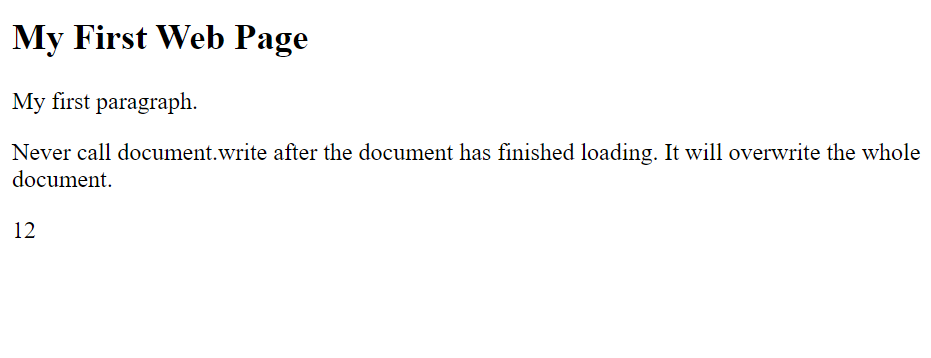 My First Web Page
My first paragraph.
Never call document.write after the document has finished loading. It will overwrite the whole
document.
12